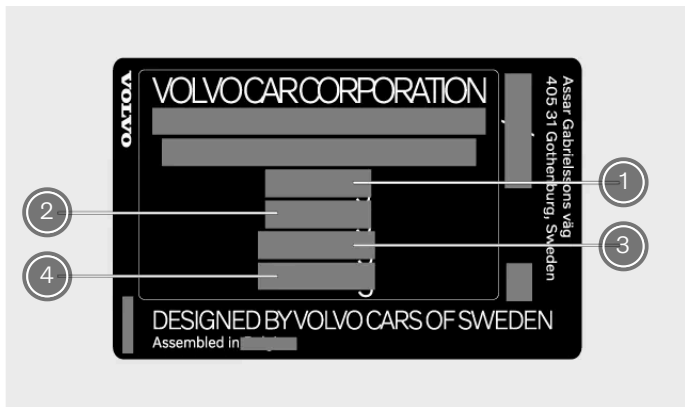 VOLVO
VOLVO CAR CORPORATION
Assar Gabrielssons väg
405 31 Gothenburg, Sweden
1
2
3
4
DESIGNED BY VOLVO CARS OF SWEDEN
Assembled in